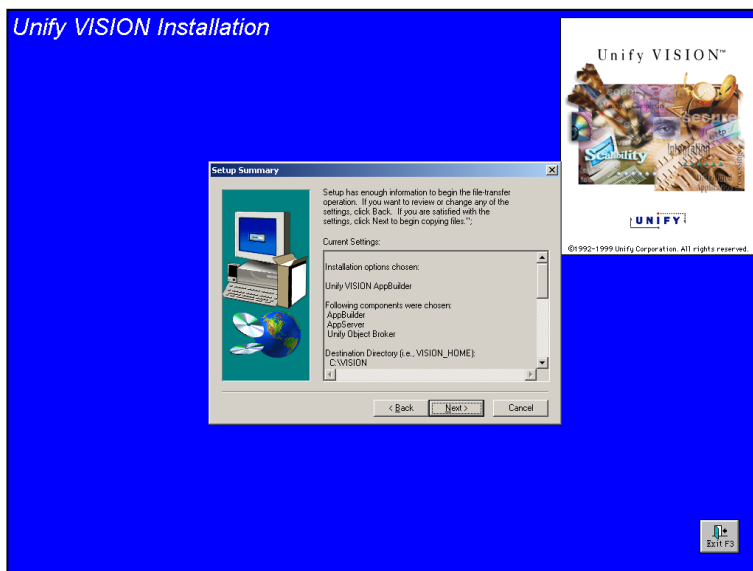 Unify VISION Installation
Unify VISION™
secure
http
Scalability
Integration
UNIFY
©1992-1999 Unify Corporation. All rights reserved.
Setup Summary
Setup has enough information to begin the file-transfer
operation. If you want to review or change any of the
settings, click Back. If you are satisfied with the
settings, click Next to begin copying files.";
Current Settings:
Installation options chosen:
Unify VISION AppBuilder
Following components were chosen:
AppBuilder
AppServer
Unify Object Broker
Destination Directory (i.e., VISION_HOME):
C:\VISION
< Back
Next >
Cancel
Exit F3